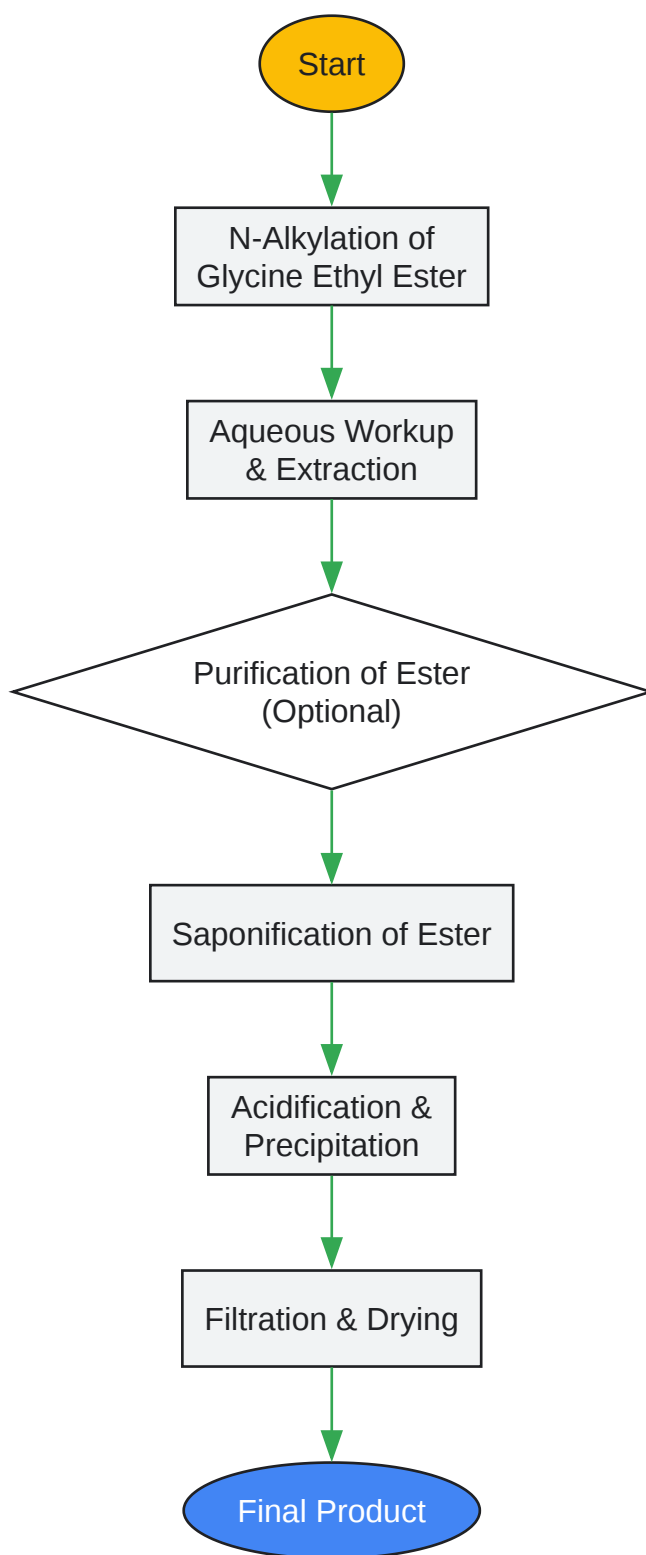 Start
N-Alkylation of
Glycine Ethyl Ester
Aqueous Workup
& Extraction
Purification of Ester
(Optional)
Saponification of Ester
Acidification &
Precipitation
Filtration & Drying
Final Product